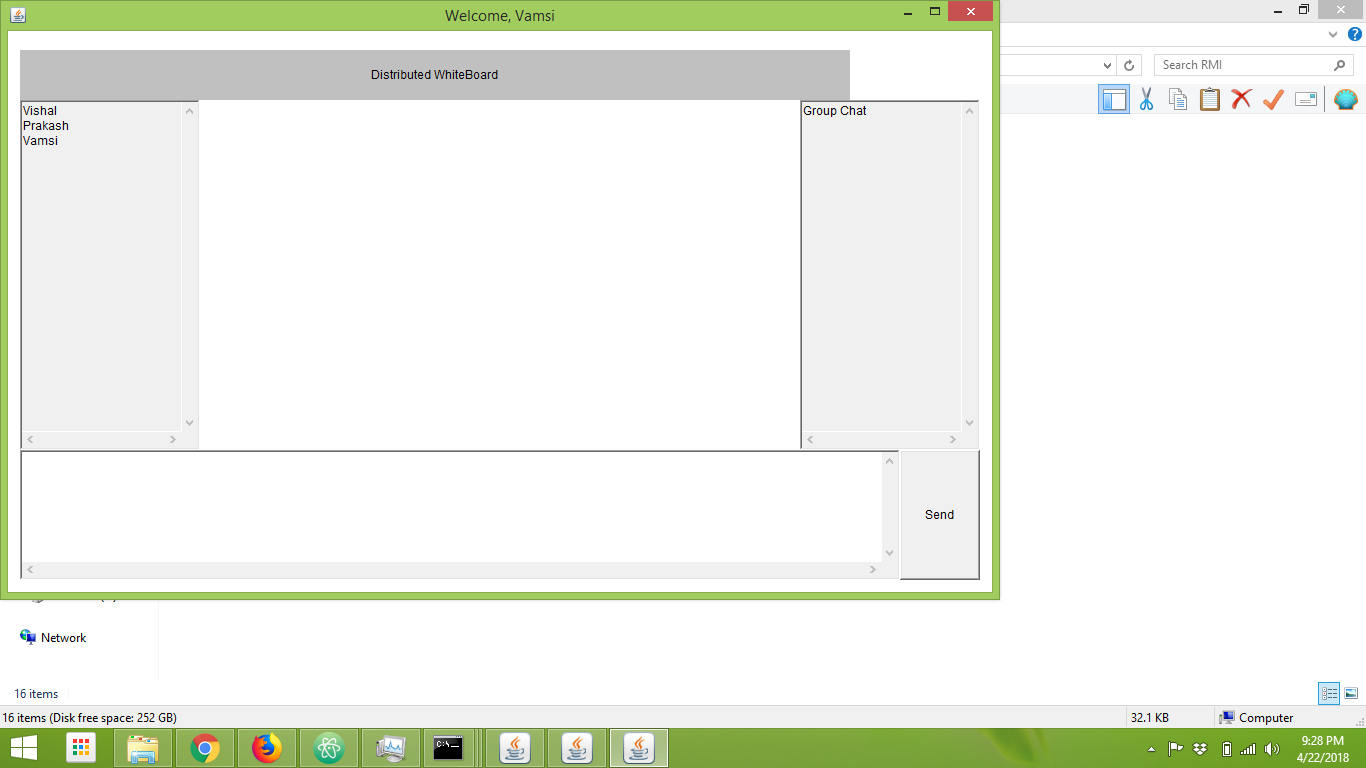 Welcome, Vamsi
Distributed WhiteBoard
Vishal
Prakash
Vamsi
Group Chat
Send
Search RMI
Network
16 items
16 items (Disk free space: 252 GB)
32.1 KB
Computer
C:\_
9:28 PM
4/22/2018